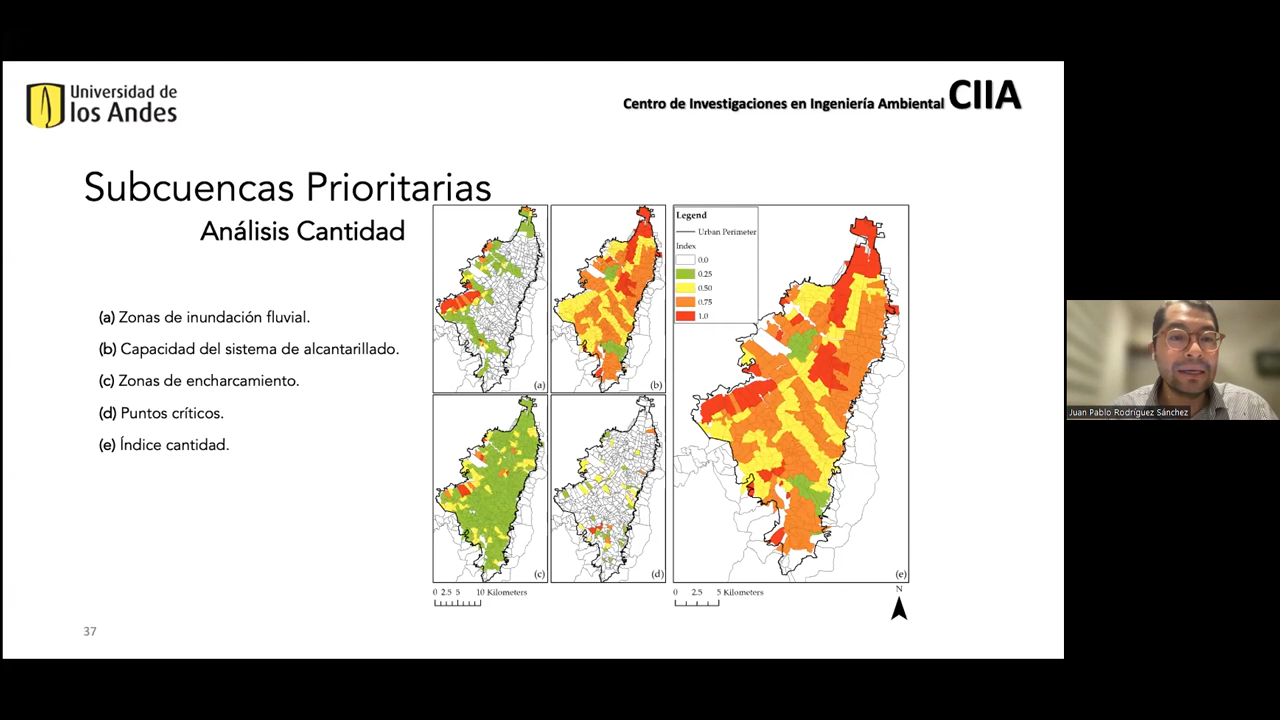 Universidad de
los Andes
Centro de Investigaciones en Ingeniería Ambiental CIIA
Subcuencas Prioritarias
Análisis Cantidad
(a) Zonas de inundación fluvial.
(b) Capacidad del sistema de alcantarillado.
(c) Zonas de encharcamiento.
(d) Puntos críticos.
(e) Índice cantidad.
(a)
(b)
(c)
(d)
Legend
Urban Perimeter
Index
0.0
0.25
0.50
0.75
1.0
(e)
0 2.5 5 10 Kilometers
0 2.5 5 Kilometers
N
37
Juan Pablo Rodríguez Sánchez